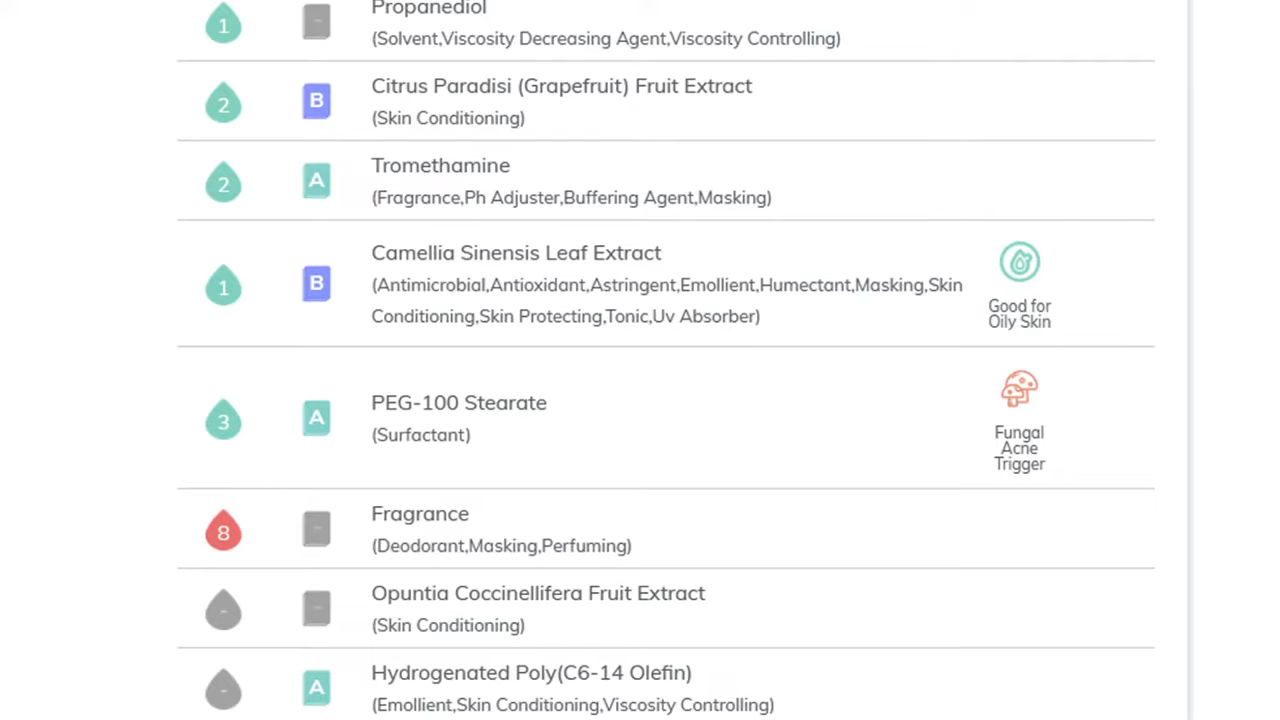 Propanediol
1
(Solvent,Viscosity Decreasing Agent,Viscosity Controlling)
Citrus Paradisi (Grapefruit) Fruit Extract
2 B
(Skin Conditioning)
Tromethamine
2 A
(Fragrance,Ph Adjuster,Buffering Agent,Masking)
Camellia Sinensis Leaf Extract
1 B
(Antimicrobial,Antioxidant,Astringent,Emollient,Humectant,Masking,Skin
Conditioning,Skin Protecting,Tonic,Uv Absorber)
Good for
Oily Skin
PEG-100 Stearate
3 A
(Surfactant)
Fungal
Acne
Trigger
Fragrance
8 -
(Deodorant,Masking,Perfuming)
Opuntia Coccinellifera Fruit Extract
- -
(Skin Conditioning)
Hydrogenated Poly(C6-14 Olefin)
- A
(Emollient,Skin Conditioning,Viscosity Controlling)